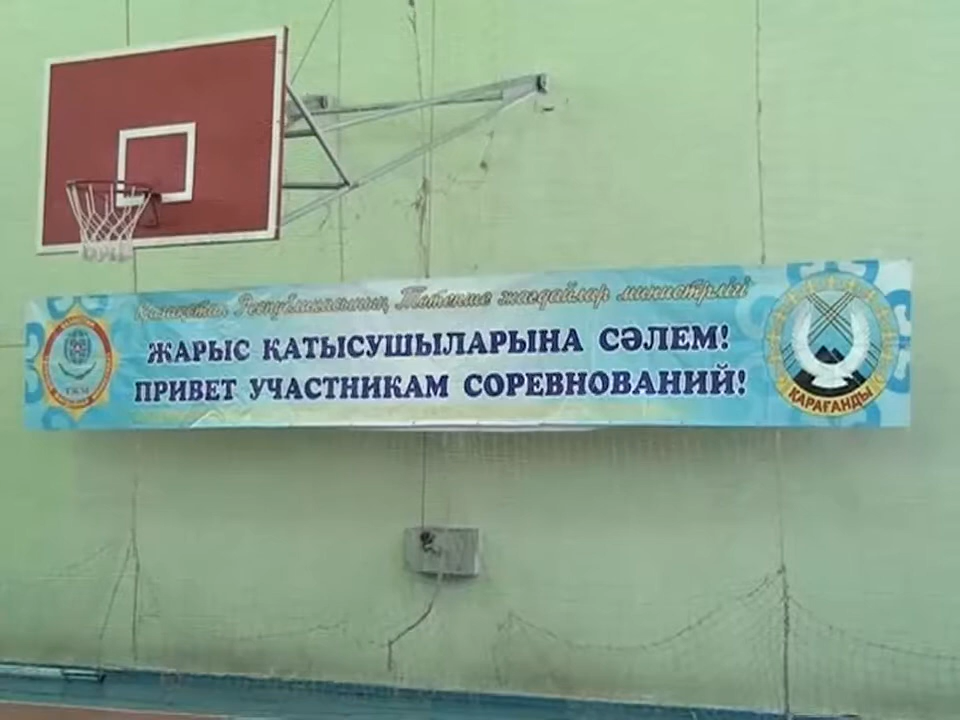 Қазақстан Республикасының Төтенше жағдайлар министрлігі
ЖАРЫС ҚАТЫСУШЫЛАРЫНА СӘЛЕМ!
ПРИВЕТ УЧАСТНИКАМ СОРЕВНОВАНИЙ!
ҚАРАҒАНДЫ